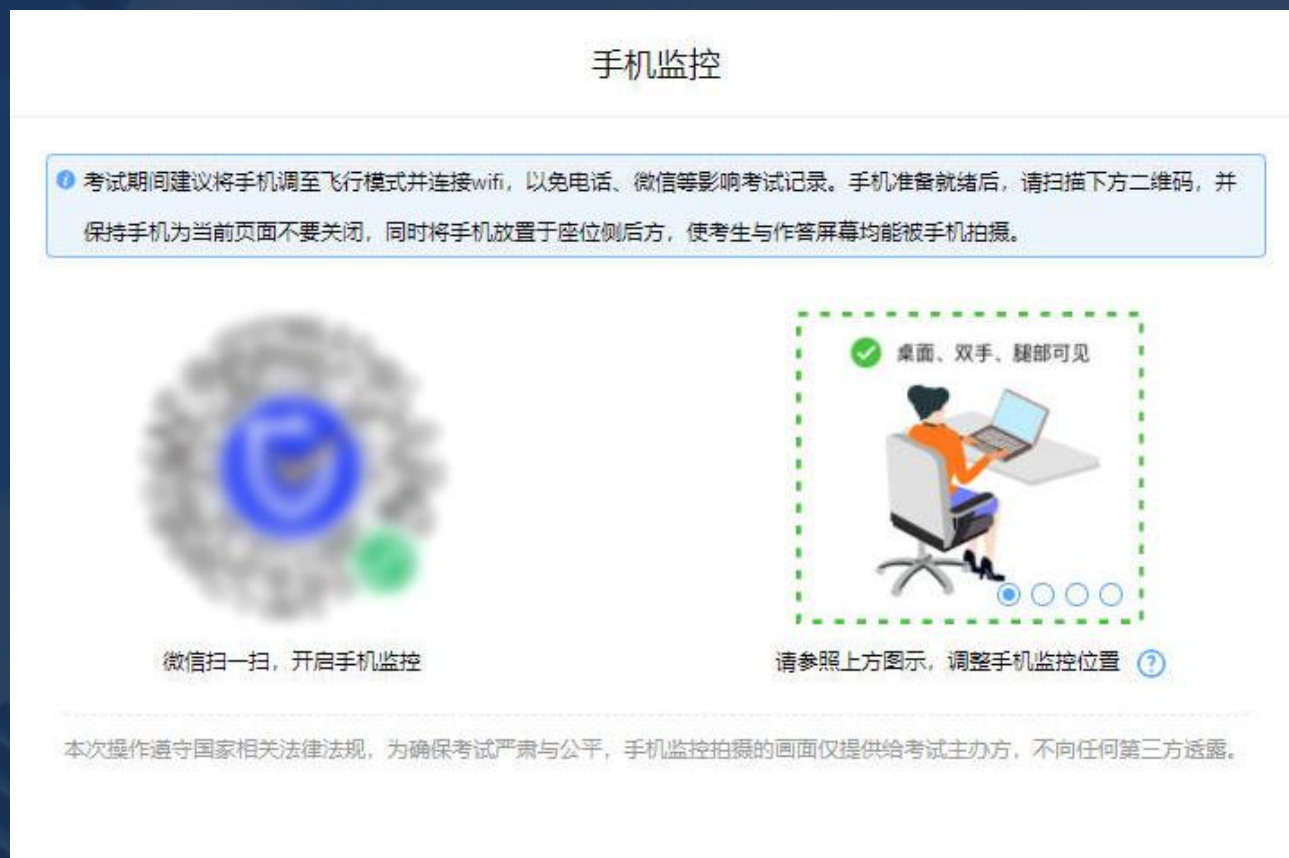 手机监控
考试期间建议将手机调至飞行模式并连接wifi，以免电话、微信等影响考试记录。手机准备就绪后，请扫描下方二维码，并
保持手机为当前页面不要关闭，同时将手机放置于座位侧后方，使考生与作答屏幕均能被手机拍摄。
桌面、双手、腿部可见
微信扫一扫，开启手机监控
请参照上方图示，调整手机监控位置
本次操作遵守国家相关法律法规，为确保考试严肃与公平，手机监控拍摄的画面仅提供给考试主办方，不向任何第三方透露。